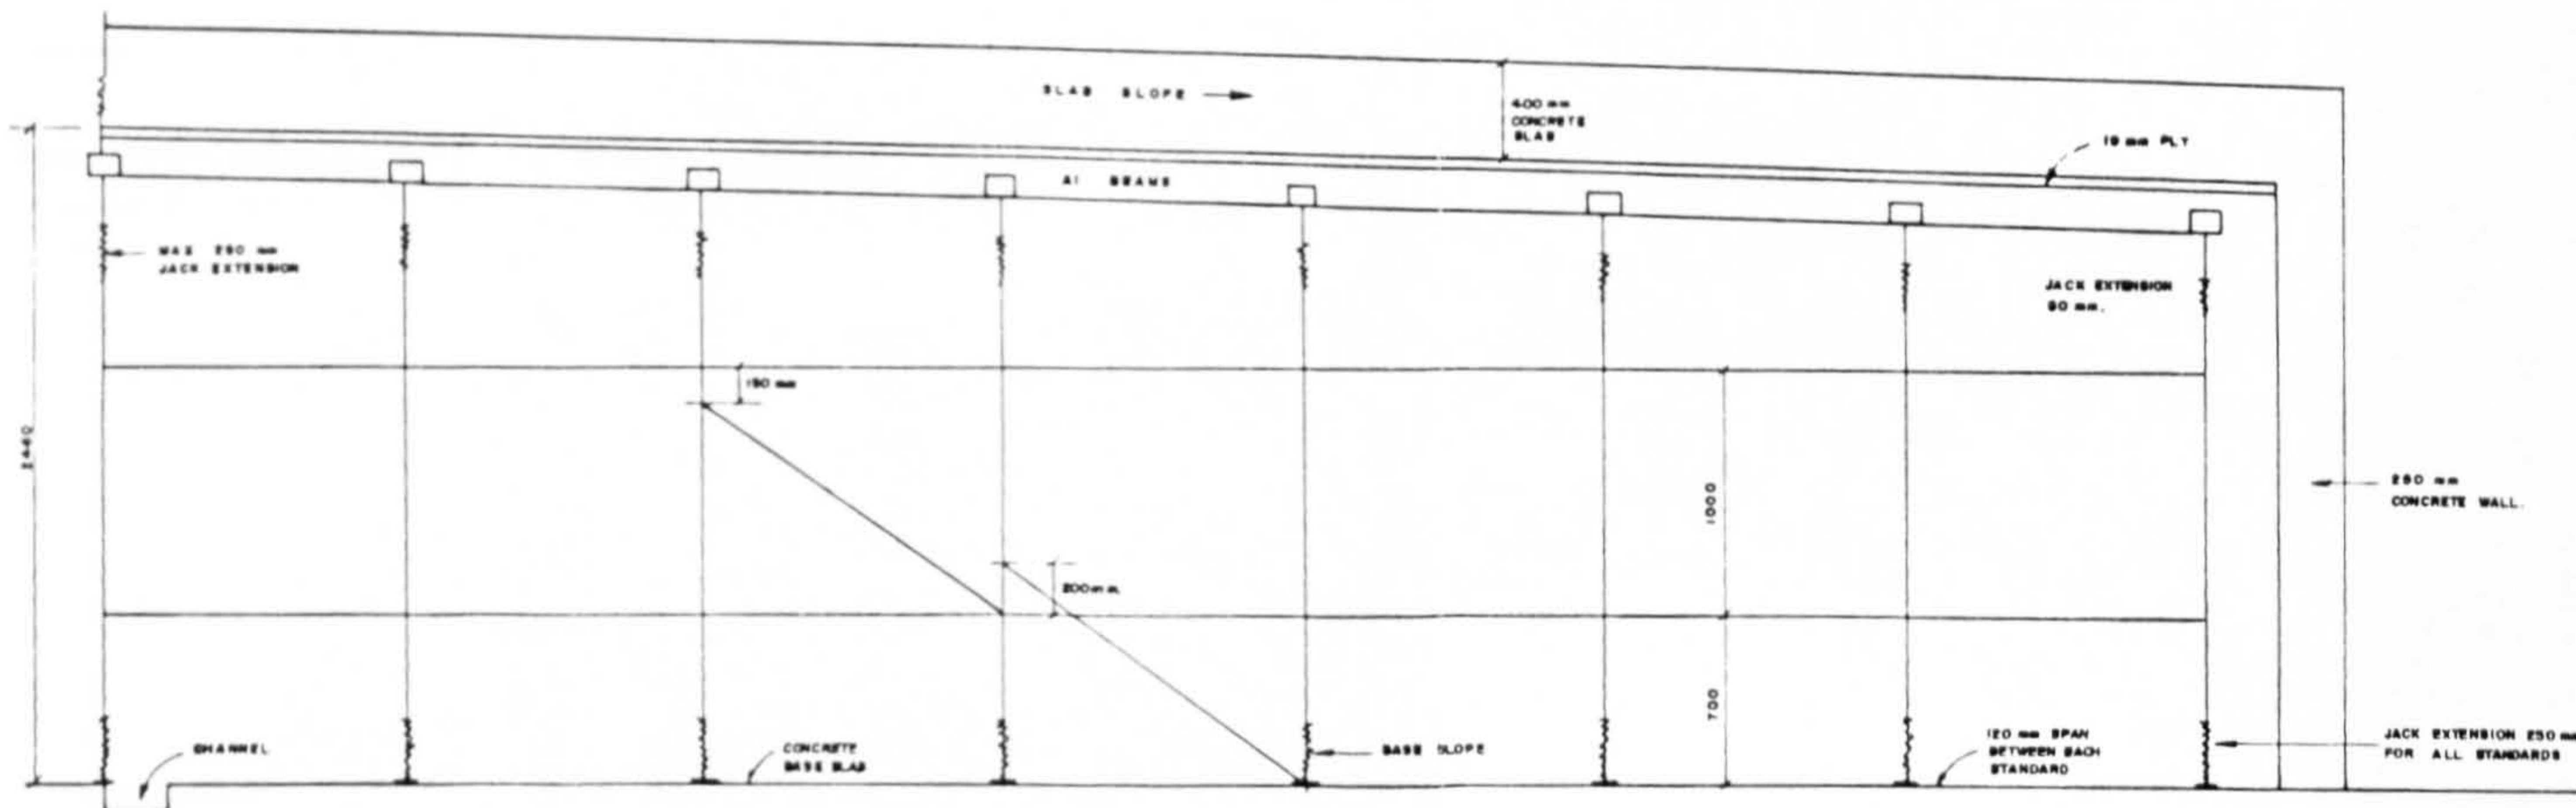 SLAB SLOPE
400 mm
CONCRETE
SLAB
19 mm PLY
A1 BEAMS
MAX 250 mm
JACK EXTENSION
JACK EXTENSION
90 mm.
150 mm
2440
1000
250 mm
CONCRETE WALL.
200mm.
700
CHANNEL
CONCRETE
BASE SLAB
BASE SLOPE
120 mm SPAN
BETWEEN EACH
STANDARD
JACK EXTENSION 250 m
FOR ALL STANDARDS